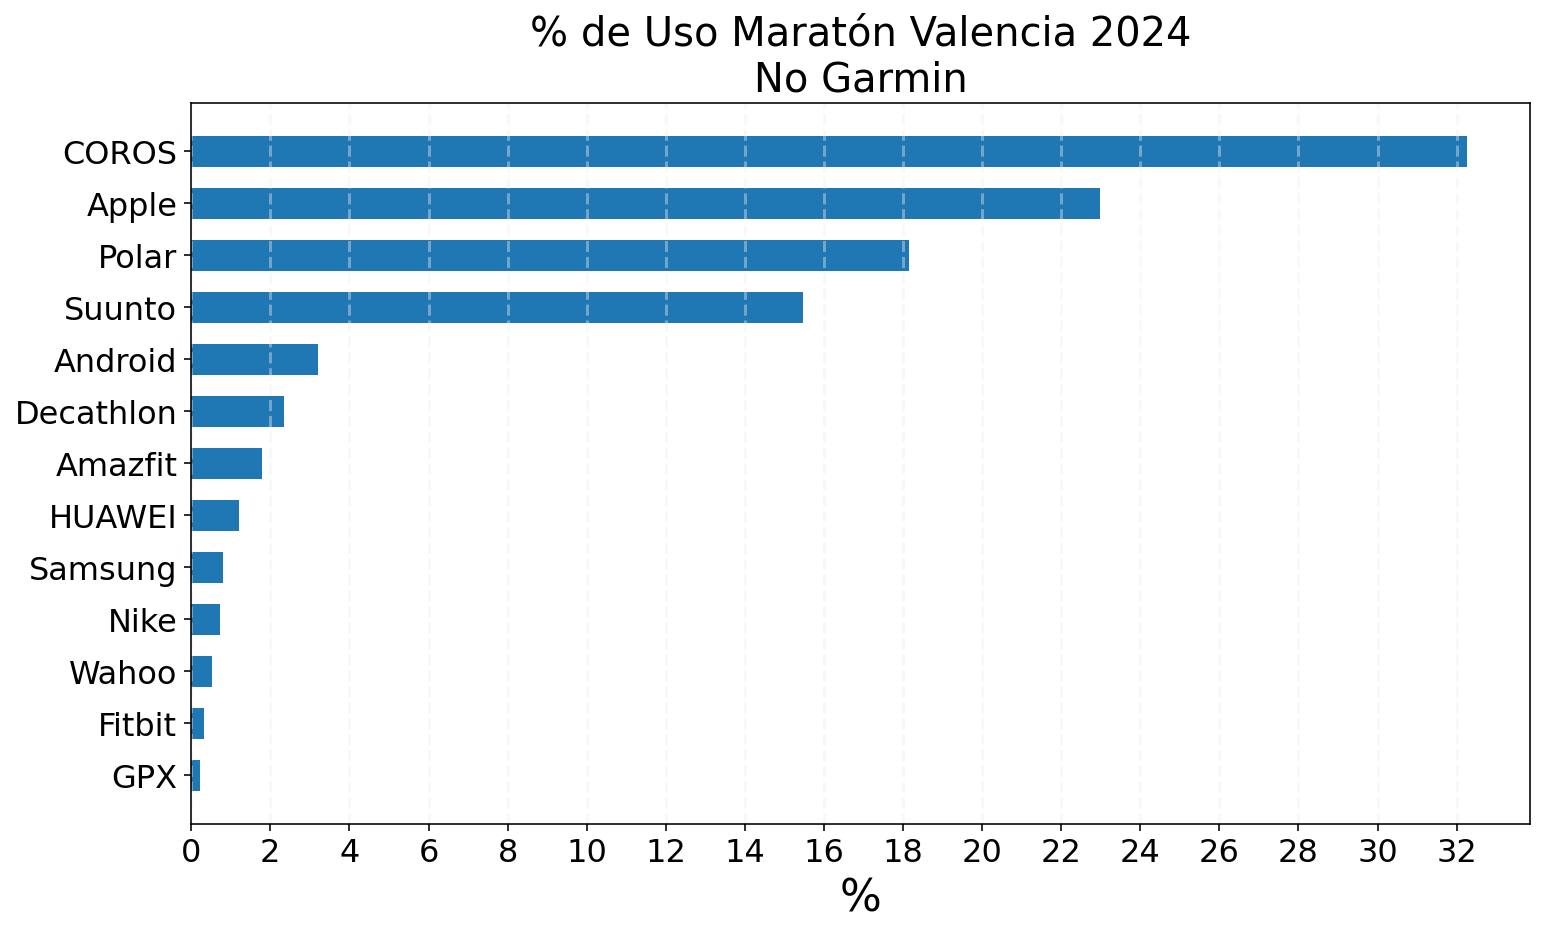 % de Uso Maratón Valencia 2024
No Garmin
COROS
Apple
Polar
Suunto
Android
Decathlon
Amazfit
HUAWEI
Samsung
Nike
Wahoo
Fitbit
GPX
0 2 4 6 8 10 12 14 16 18 20 22 24 26 28 30 32
%